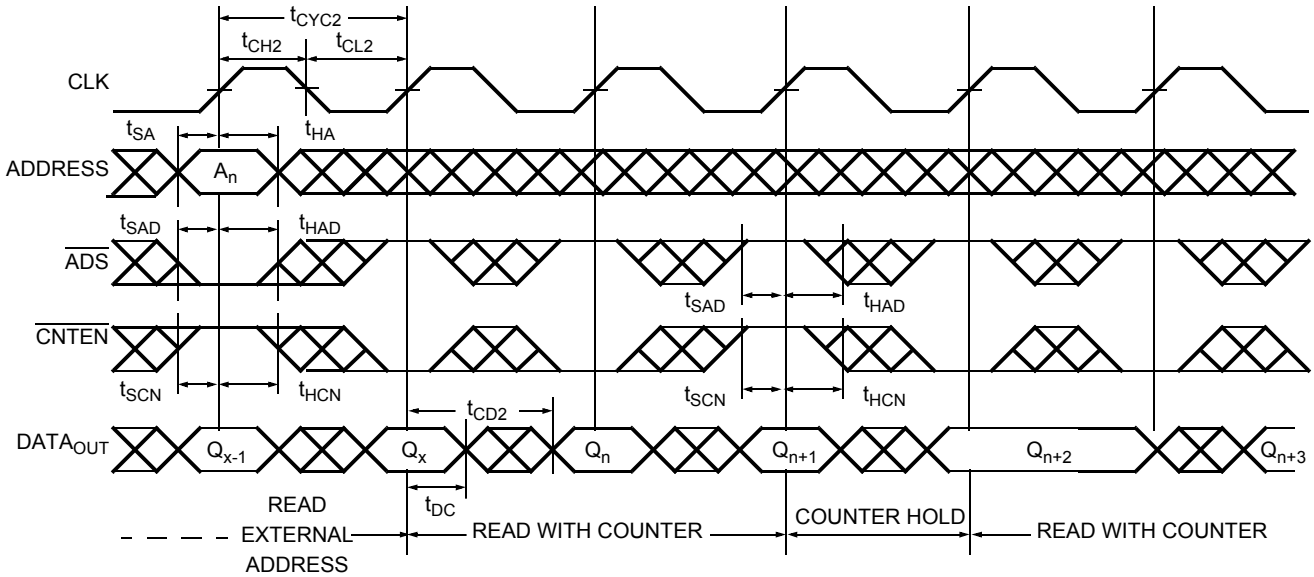 tCYC2
tCH2 tCL2
CLK
tSA tHA
ADDRESS An
tSAD tHAD
ADS
tSAD tHAD
CNTEN
tSCN tHCN tSCN tHCN
tCD2
DATAOUT Qx-1 Qx Qn Qn+1 Qn+2 Qn+3
tDC
READ
EXTERNAL
ADDRESS
READ WITH COUNTER
COUNTER HOLD
READ WITH COUNTER